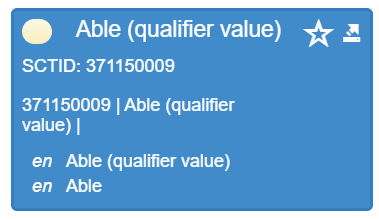 Able (qualifier value)
SCTID: 371150009
371150009 | Able (qualifier
value) |
en Able (qualifier value)
en Able